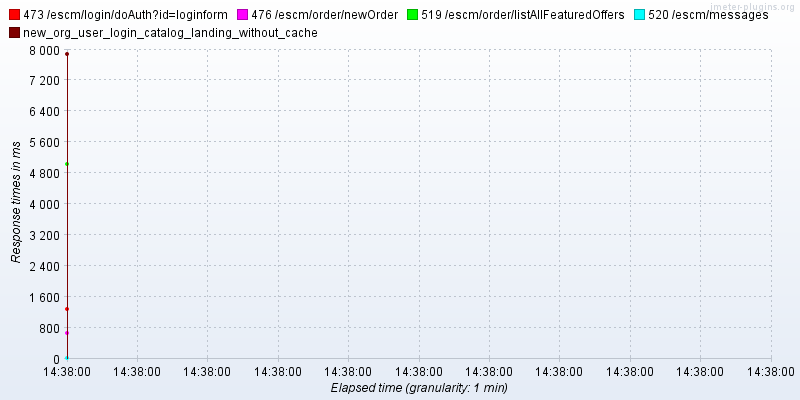 jmeter-plugins.org
473 /escm/login/doAuth?id=loginform 476 /escm/order/newOrder 519 /escm/order/listAllFeaturedOffers 520 /escm/messages
new_org_user_login_catalog_landing_without_cache
8 000
7 200
6 400
5 600
4 800
4 000
3 200
2 400
1 600
800
0
Response times in ms
14:38:00 14:38:00 14:38:00 14:38:00 14:38:00 14:38:00 14:38:00 14:38:00 14:38:00 14:38:00 14:38:00
Elapsed time (granularity: 1 min)